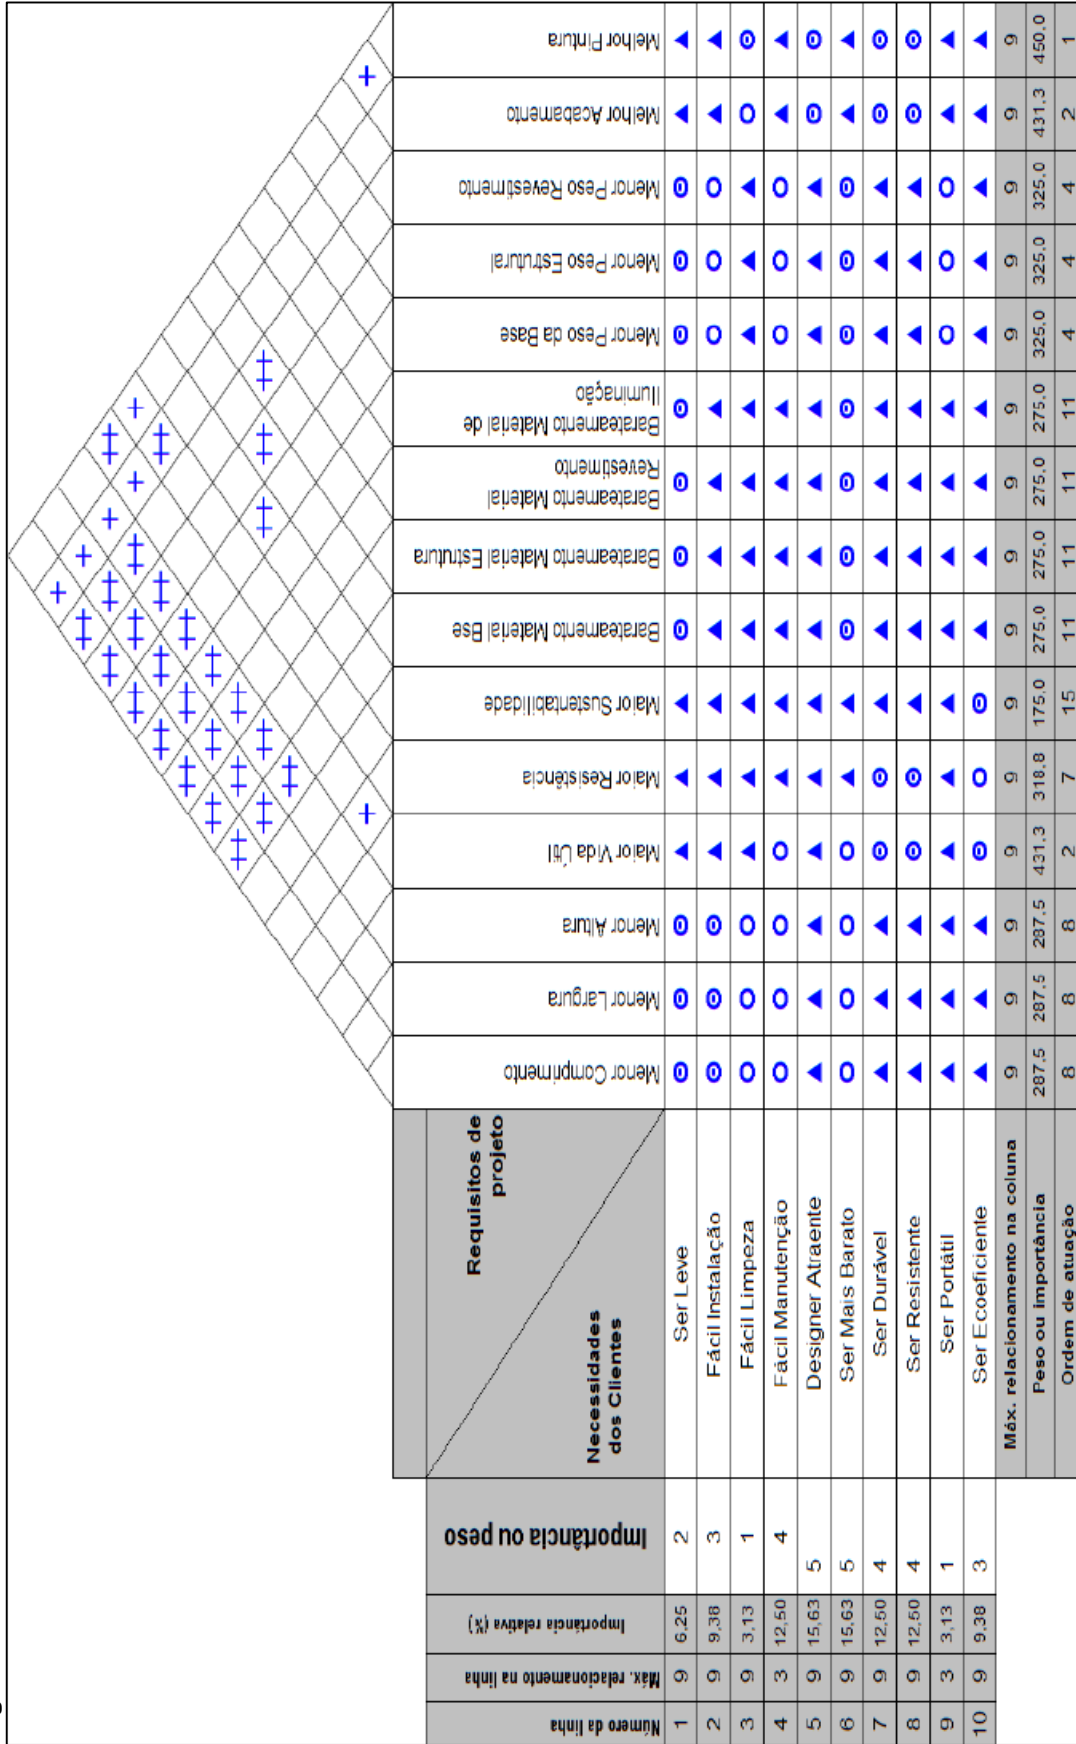 Número da linha
Máx. relacionamento na linha
Importância relativa (%)
Importância ou peso
Requisitos de
projeto
Necessidades
dos Clientes
Menor Comprimento
Menor Largura
Menor Altura
Maior Vida Útil
Maior Resistência
Maior Sustentabilidade
Barateamento Material Bse
Barateamento Material Estrutura
Barateamento Material
Revestimento
Barateamento Material de
Iluminação
Menor Peso da Base
Menor Peso Estrutural
Menor Peso Revestimento
Melhor Acabamento
Melhor Pintura
1 9 6,25 2 Ser Leve
2 9 9,38 3 Fácil Instalação
3 9 3,13 1 Fácil Limpeza
4 3 12,50 4 Fácil Manutenção
5 9 15,63 5 Designer Atraente
6 9 15,63 5 Ser Mais Barato
7 9 12,50 4 Ser Durável
8 9 12,50 4 Ser Resistente
9 3 3,13 1 Ser Portátil
10 9 9,38 3 Ser Ecoeficiente
Máx. relacionamento na coluna 9 9 9 9 9 9 9 9 9 9 9 9 9 9 9
Peso ou importância 287,5 287,5 287,5 431,3 318,8 175,0 275,0 275,0 275,0 275,0 325,0 325,0 325,0 431,3 450,0
Ordem de atuação 8 8 8 2 7 15 11 11 11 11 4 4 4 2 1